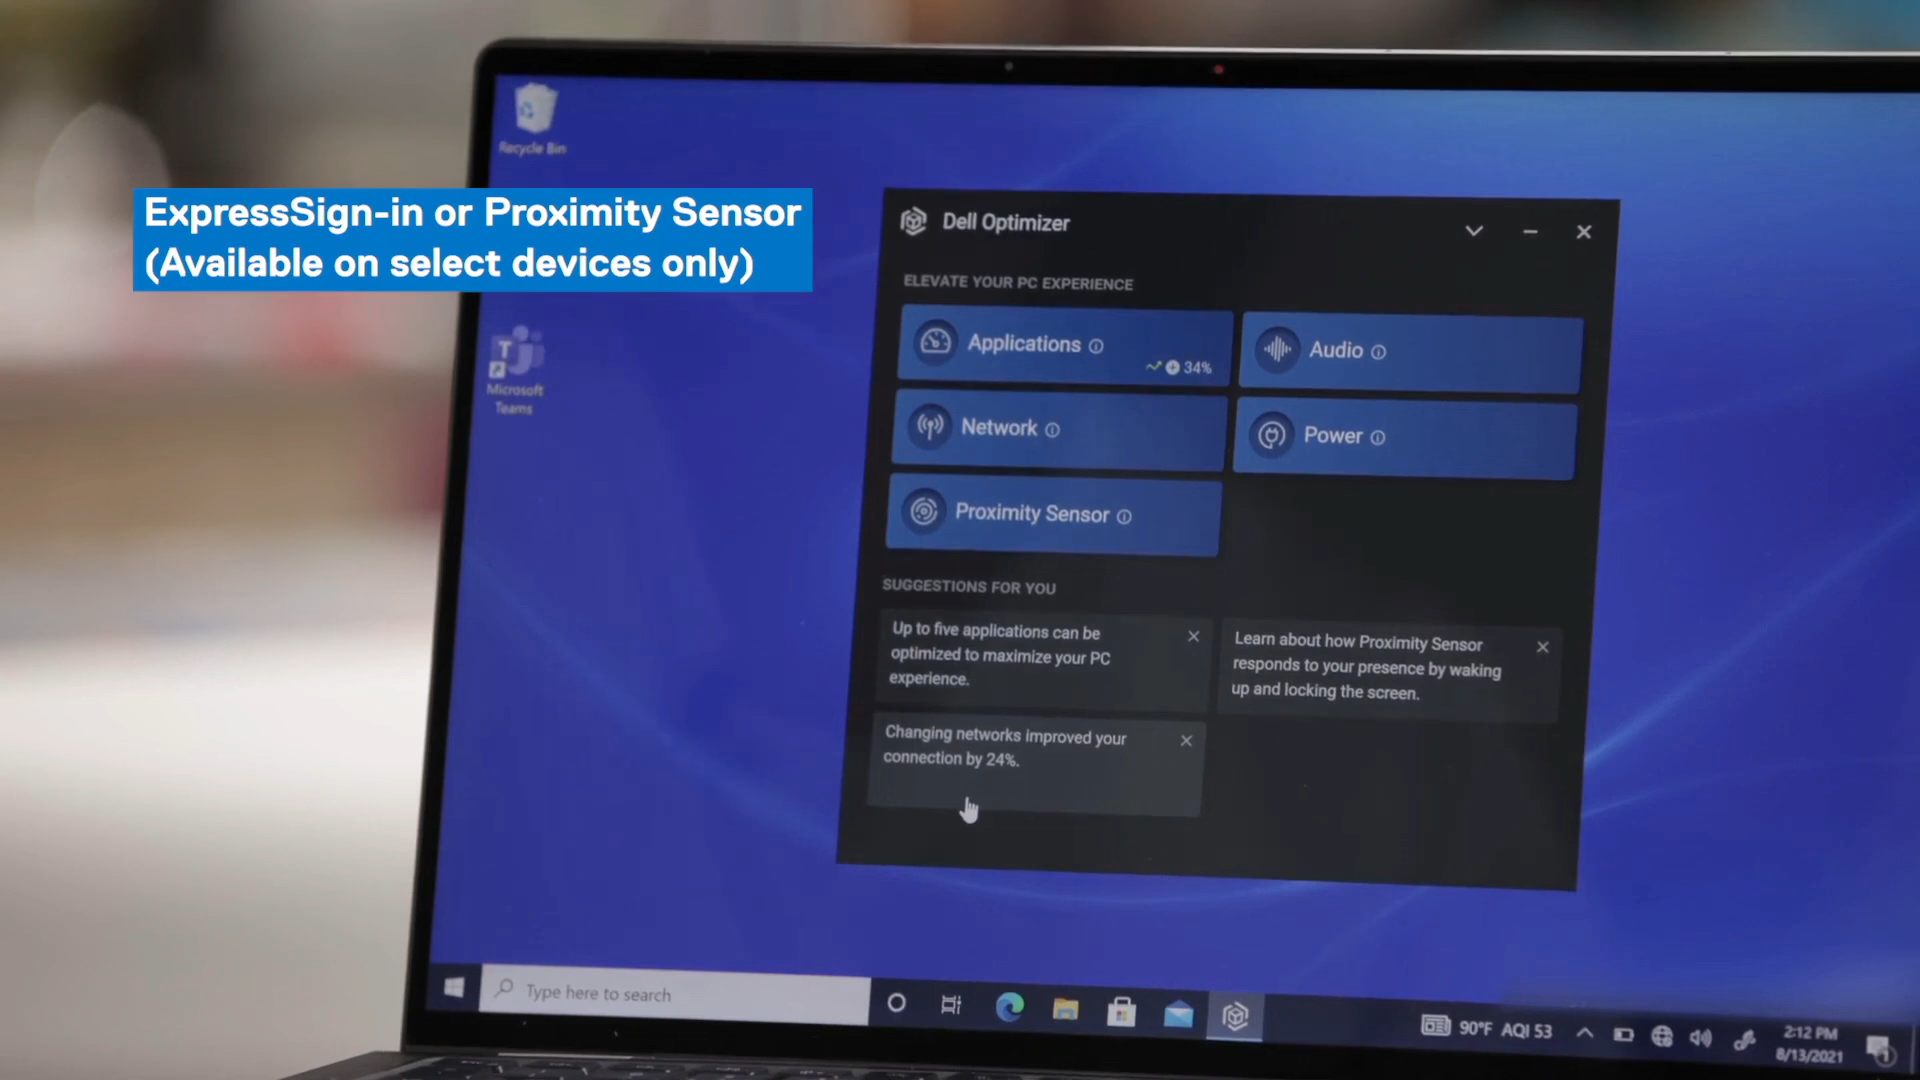 Recycle Bin
ExpressSign-in or Proximity Sensor
(Available on select devices only)
Microsoft
Teams
Dell Optimizer
ELEVATE YOUR PC EXPERIENCE
Applications
34%
Audio
Network
Power
Proximity Sensor
SUGGESTIONS FOR YOU
Up to five applications can be
optimized to maximize your PC
experience.
Learn about how Proximity Sensor
responds to your presence by waking
up and locking the screen.
Changing networks improved your
connection by 24%.
Type here to search
90°F AQI 53
2:12 PM
8/13/2021
1